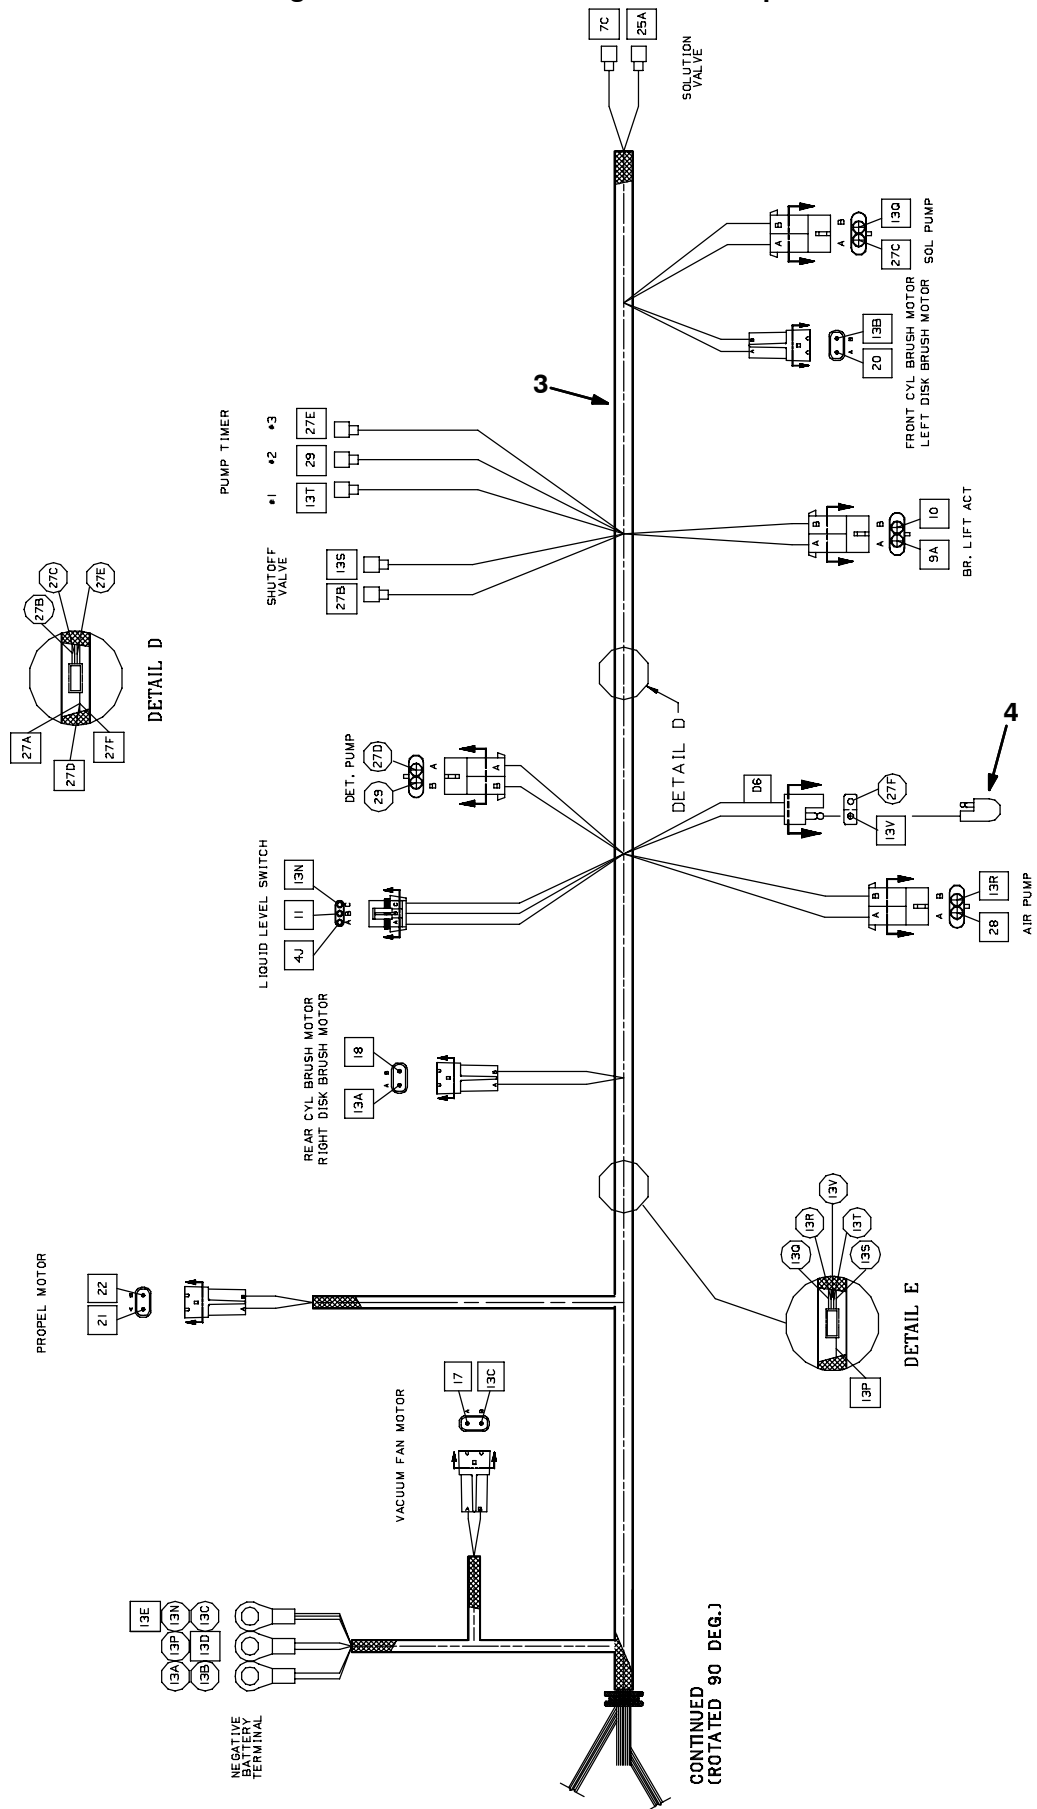 7C
25A
SOLUTION
VALVE
B
A
B
A
13Q
27C
SOL PUMP
B
A
B
A
13B
20
FRONT CYL BRUSH MOTOR
LEFT DISK BRUSH MOTOR
3
PUMP TIMER
#1
#2
#3
13T
29
27E
SHUTOFF
VALVE
27B
13S
B
A
B
A
10
9A
BR. LIFT ACT
27B
27C
27E
27A
27D
27F
DETAIL D
DETAIL D
DET. PUMP
29
27D
B
A
B
A
D6
27F
13V
4
LIQUID LEVEL SWITCH
4J
11
13N
A B C
A B C
B
A
B
A
13R
28
AIR PUMP
REAR CYL BRUSH MOTOR
RIGHT DISK BRUSH MOTOR
13A
18
A
B
A
B
PROPEL MOTOR
21
22
A
B
A
B
13Q
13R
13V
13T
13S
13P
DETAIL E
VACUUM FAN MOTOR
17
13C
A
B
A
B
13E
13N
13C
13P
13D
13A
13B
NEGATIVE
BATTERY
TERMINAL
CONTINUED
(ROTATED 90 DEG.)